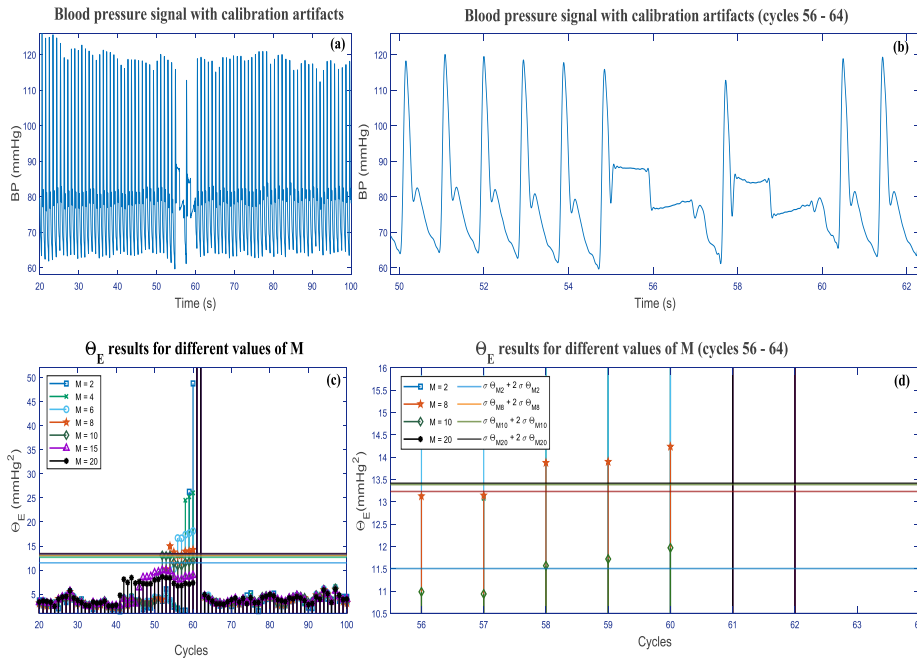 Blood pressure signal with calibration artifacts
(a)
BP (mmHg)
120
110
100
90
80
70
60
20 30 40 50 60 70 80 90 100
Time (s)
Blood pressure signal with calibration artifacts (cycles 56 - 64)
(b)
BP (mmHg)
120
110
100
90
80
70
60
50 52 54 56 58 60 62
Time (s)
Θ_E results for different values of M
(c)
Θ_E (mmHg²)
50
45
40
35
30
25
20
15
10
5
M = 2
M = 4
M = 6
M = 8
M = 10
M = 15
M = 20
20 30 40 50 60 70 80 90 100
Cycles
Θ_E results for different values of M (cycles 56 - 64)
(d)
Θ_E (mmHg²)
16
15.5
15
14.5
14
13.5
13
12.5
12
11.5
11
10.5
M = 2 σ Θ_M2 + 2 σ Θ_M2
M = 8 σ Θ_M8 + 2 σ Θ_M8
M = 10 σ Θ_M10 + 2 σ Θ_M10
M = 20 σ Θ_M20 + 2 σ Θ_M20
56 57 58 59 60 61 62 63 64
Cycles